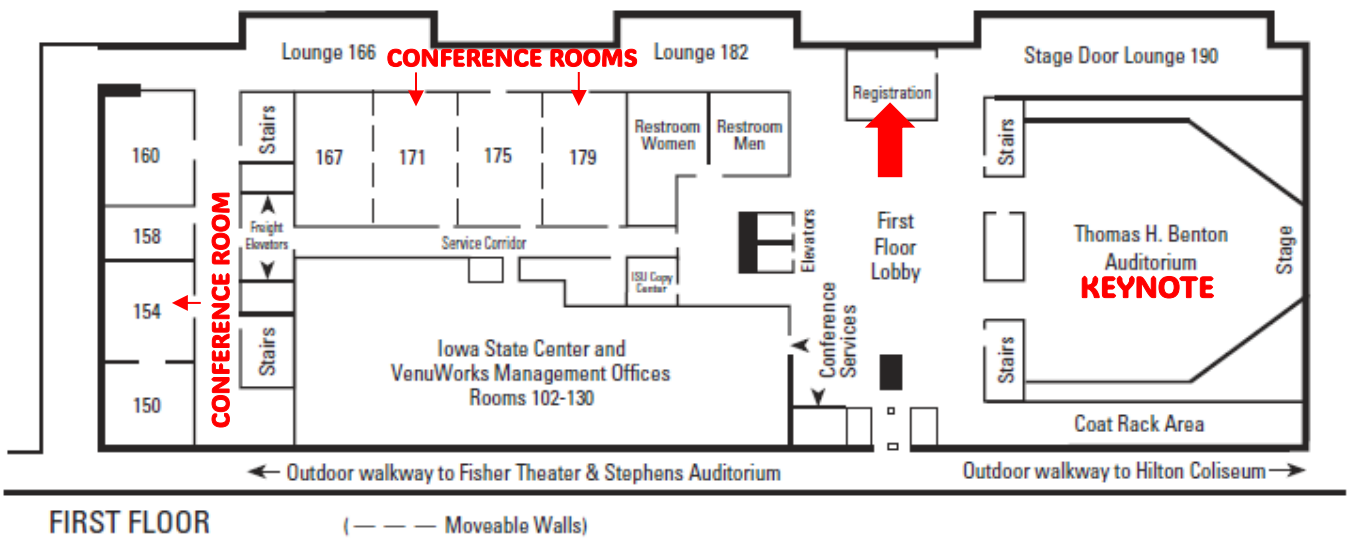 Lounge 166
CONFERENCE ROOMS
Lounge 182
Stage Door Lounge 190
Registration
160
Stairs
167
171
175
179
Restroom
Women
Restroom
Men
Stairs
158
Freight
Elevators
Service Corridor
Elevators
First
Floor
Lobby
Thomas H. Benton
Auditorium
KEYNOTE
Stage
154
CONFERENCE ROOM
ISU Copy
Center
Stairs
Iowa State Center and
VenuWorks Management Offices
Rooms 102-130
Conference
Services
Stairs
150
Coat Rack Area
Outdoor walkway to Fisher Theater & Stephens Auditorium
Outdoor walkway to Hilton Coliseum
FIRST FLOOR
(— — — Moveable Walls)